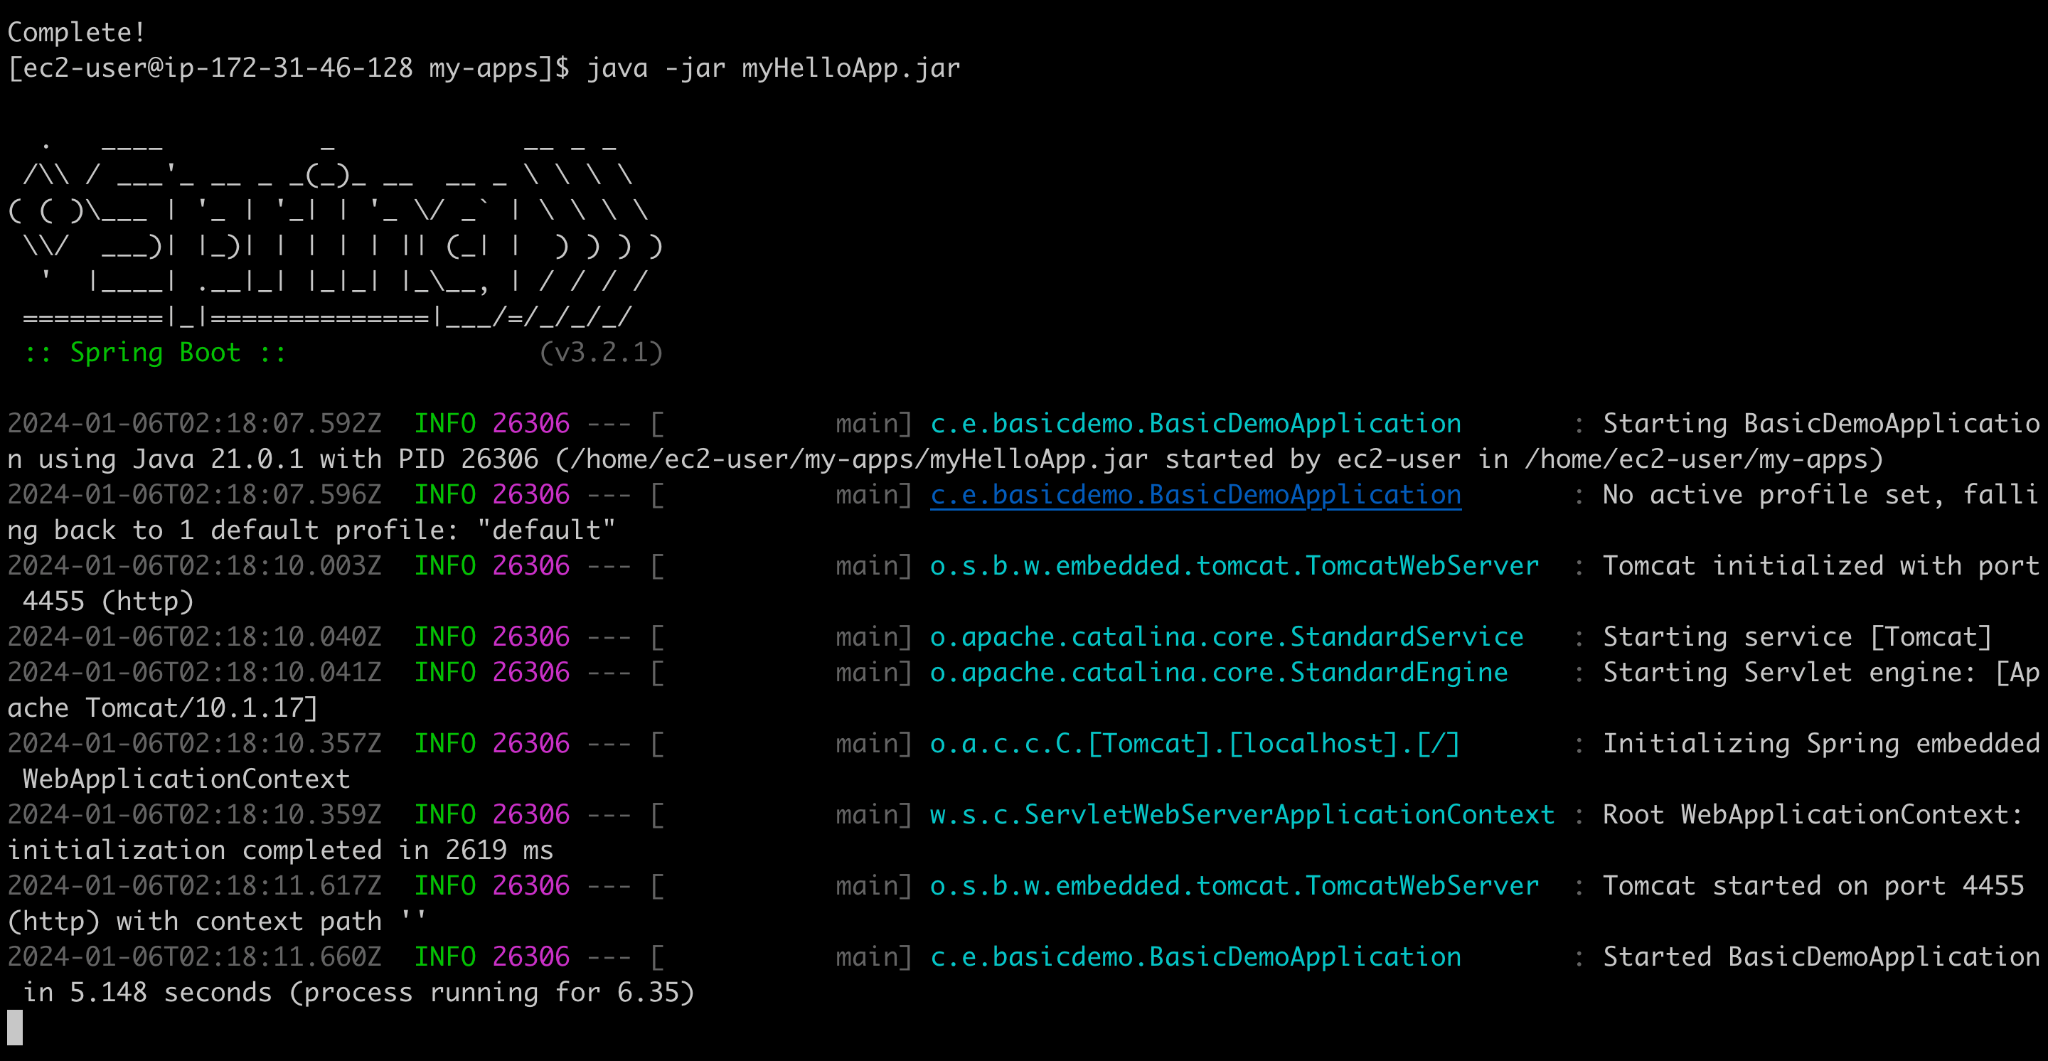 Complete!
[ec2-user@ip-172-31-46-128 my-apps]$ java -jar myHelloApp.jar

  .   ____          _            __ _ _
 /\\ / ___'_ __ _ _(_)_ __  __ _ \ \ \ \
( ( )\___ | '_ | '_| | '_ \/ _` | \ \ \ \
 \\/  ___)| |_)| | | | | || (_| |  ) ) ) )
  '  |____| .__|_| |_|_| |_\__, | / / / /
 =========|_|==============|___/=/_/_/_/
 :: Spring Boot ::                (v3.2.1)

2024-01-06T02:18:07.592Z  INFO 26306 --- [           main] c.e.basicdemo.BasicDemoApplication       : Starting BasicDemoApplicatio
n using Java 21.0.1 with PID 26306 (/home/ec2-user/my-apps/myHelloApp.jar started by ec2-user in /home/ec2-user/my-apps)
2024-01-06T02:18:07.596Z  INFO 26306 --- [           main] c.e.basicdemo.BasicDemoApplication       : No active profile set, falli
ng back to 1 default profile: "default"
2024-01-06T02:18:10.003Z  INFO 26306 --- [           main] o.s.b.w.embedded.tomcat.TomcatWebServer  : Tomcat initialized with port
 4455 (http)
2024-01-06T02:18:10.040Z  INFO 26306 --- [           main] o.apache.catalina.core.StandardService   : Starting service [Tomcat]
2024-01-06T02:18:10.041Z  INFO 26306 --- [           main] o.apache.catalina.core.StandardEngine    : Starting Servlet engine: [Ap
ache Tomcat/10.1.17]
2024-01-06T02:18:10.357Z  INFO 26306 --- [           main] o.a.c.c.C.[Tomcat].[localhost].[/]       : Initializing Spring embedded
 WebApplicationContext
2024-01-06T02:18:10.359Z  INFO 26306 --- [           main] w.s.c.ServletWebServerApplicationContext : Root WebApplicationContext:
initialization completed in 2619 ms
2024-01-06T02:18:11.617Z  INFO 26306 --- [           main] o.s.b.w.embedded.tomcat.TomcatWebServer  : Tomcat started on port 4455
(http) with context path ''
2024-01-06T02:18:11.660Z  INFO 26306 --- [           main] c.e.basicdemo.BasicDemoApplication       : Started BasicDemoApplication
 in 5.148 seconds (process running for 6.35)